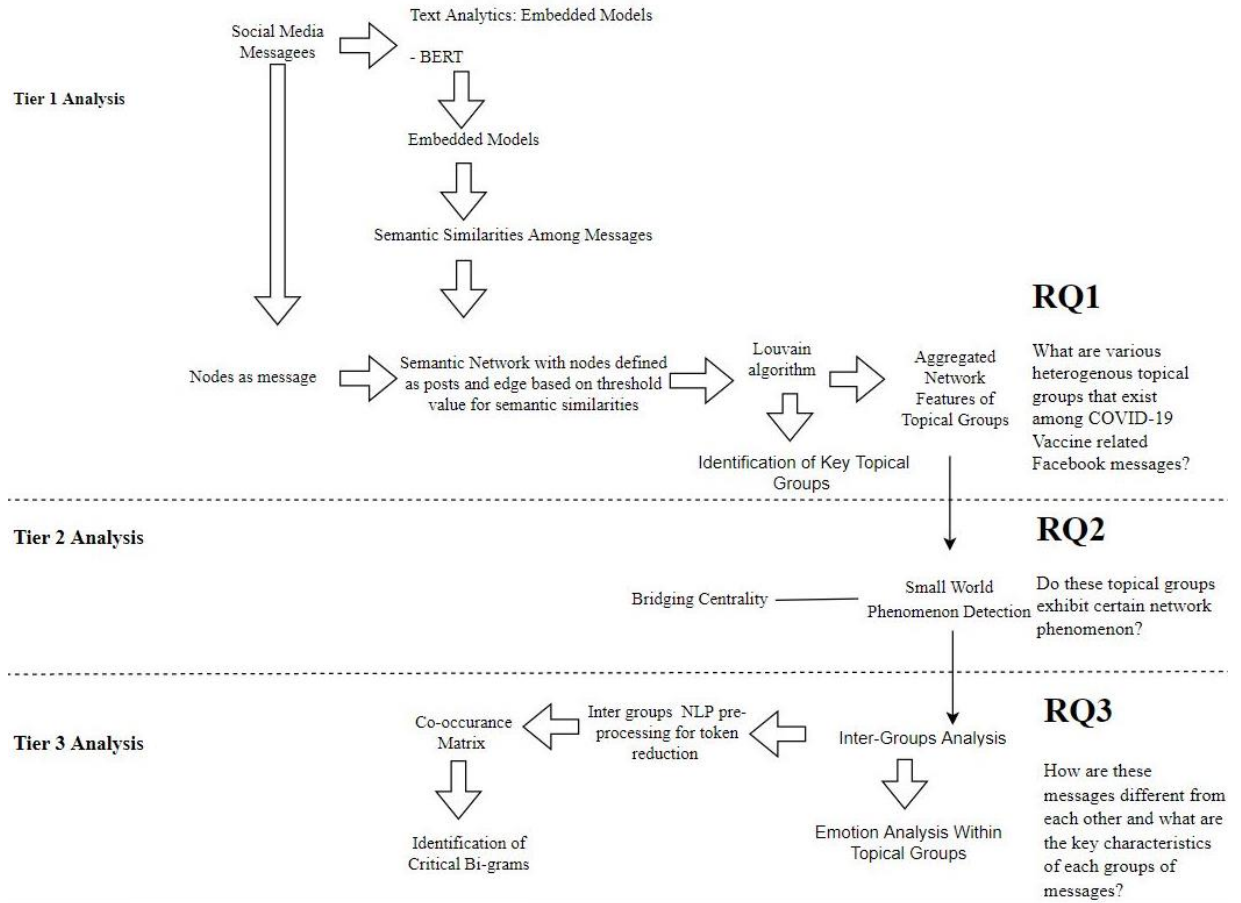 Text Analytics: Embedded Models
Social Media
Messagees
- BERT
Tier 1 Analysis
Embedded Models
Semantic Similarities Among Messages
RQ1
Nodes as message
Semantic Network with nodes defined
as posts and edge based on threshold
value for semantic similarities
Louvain
algorithm
Aggregated
Network
Features of
Topical Groups
What are various
heterogenous topical
groups that exist
among COVID-19
Vaccine related
Facebook messages?
Identification of Key Topical
Groups
Tier 2 Analysis
RQ2
Bridging Centrality
Small World
Phenomenon Detection
Do these topical groups
exhibit certain network
phenomenon?
Tier 3 Analysis
RQ3
Co-occurance
Matrix
Inter groups NLP pre-
processing for token
reduction
Inter-Groups Analysis
How are these
messages different from
each other and what are
the key characteristics
of each groups of
messages?
Identification of
Critical Bi-grams
Emotion Analysis Within
Topical Groups